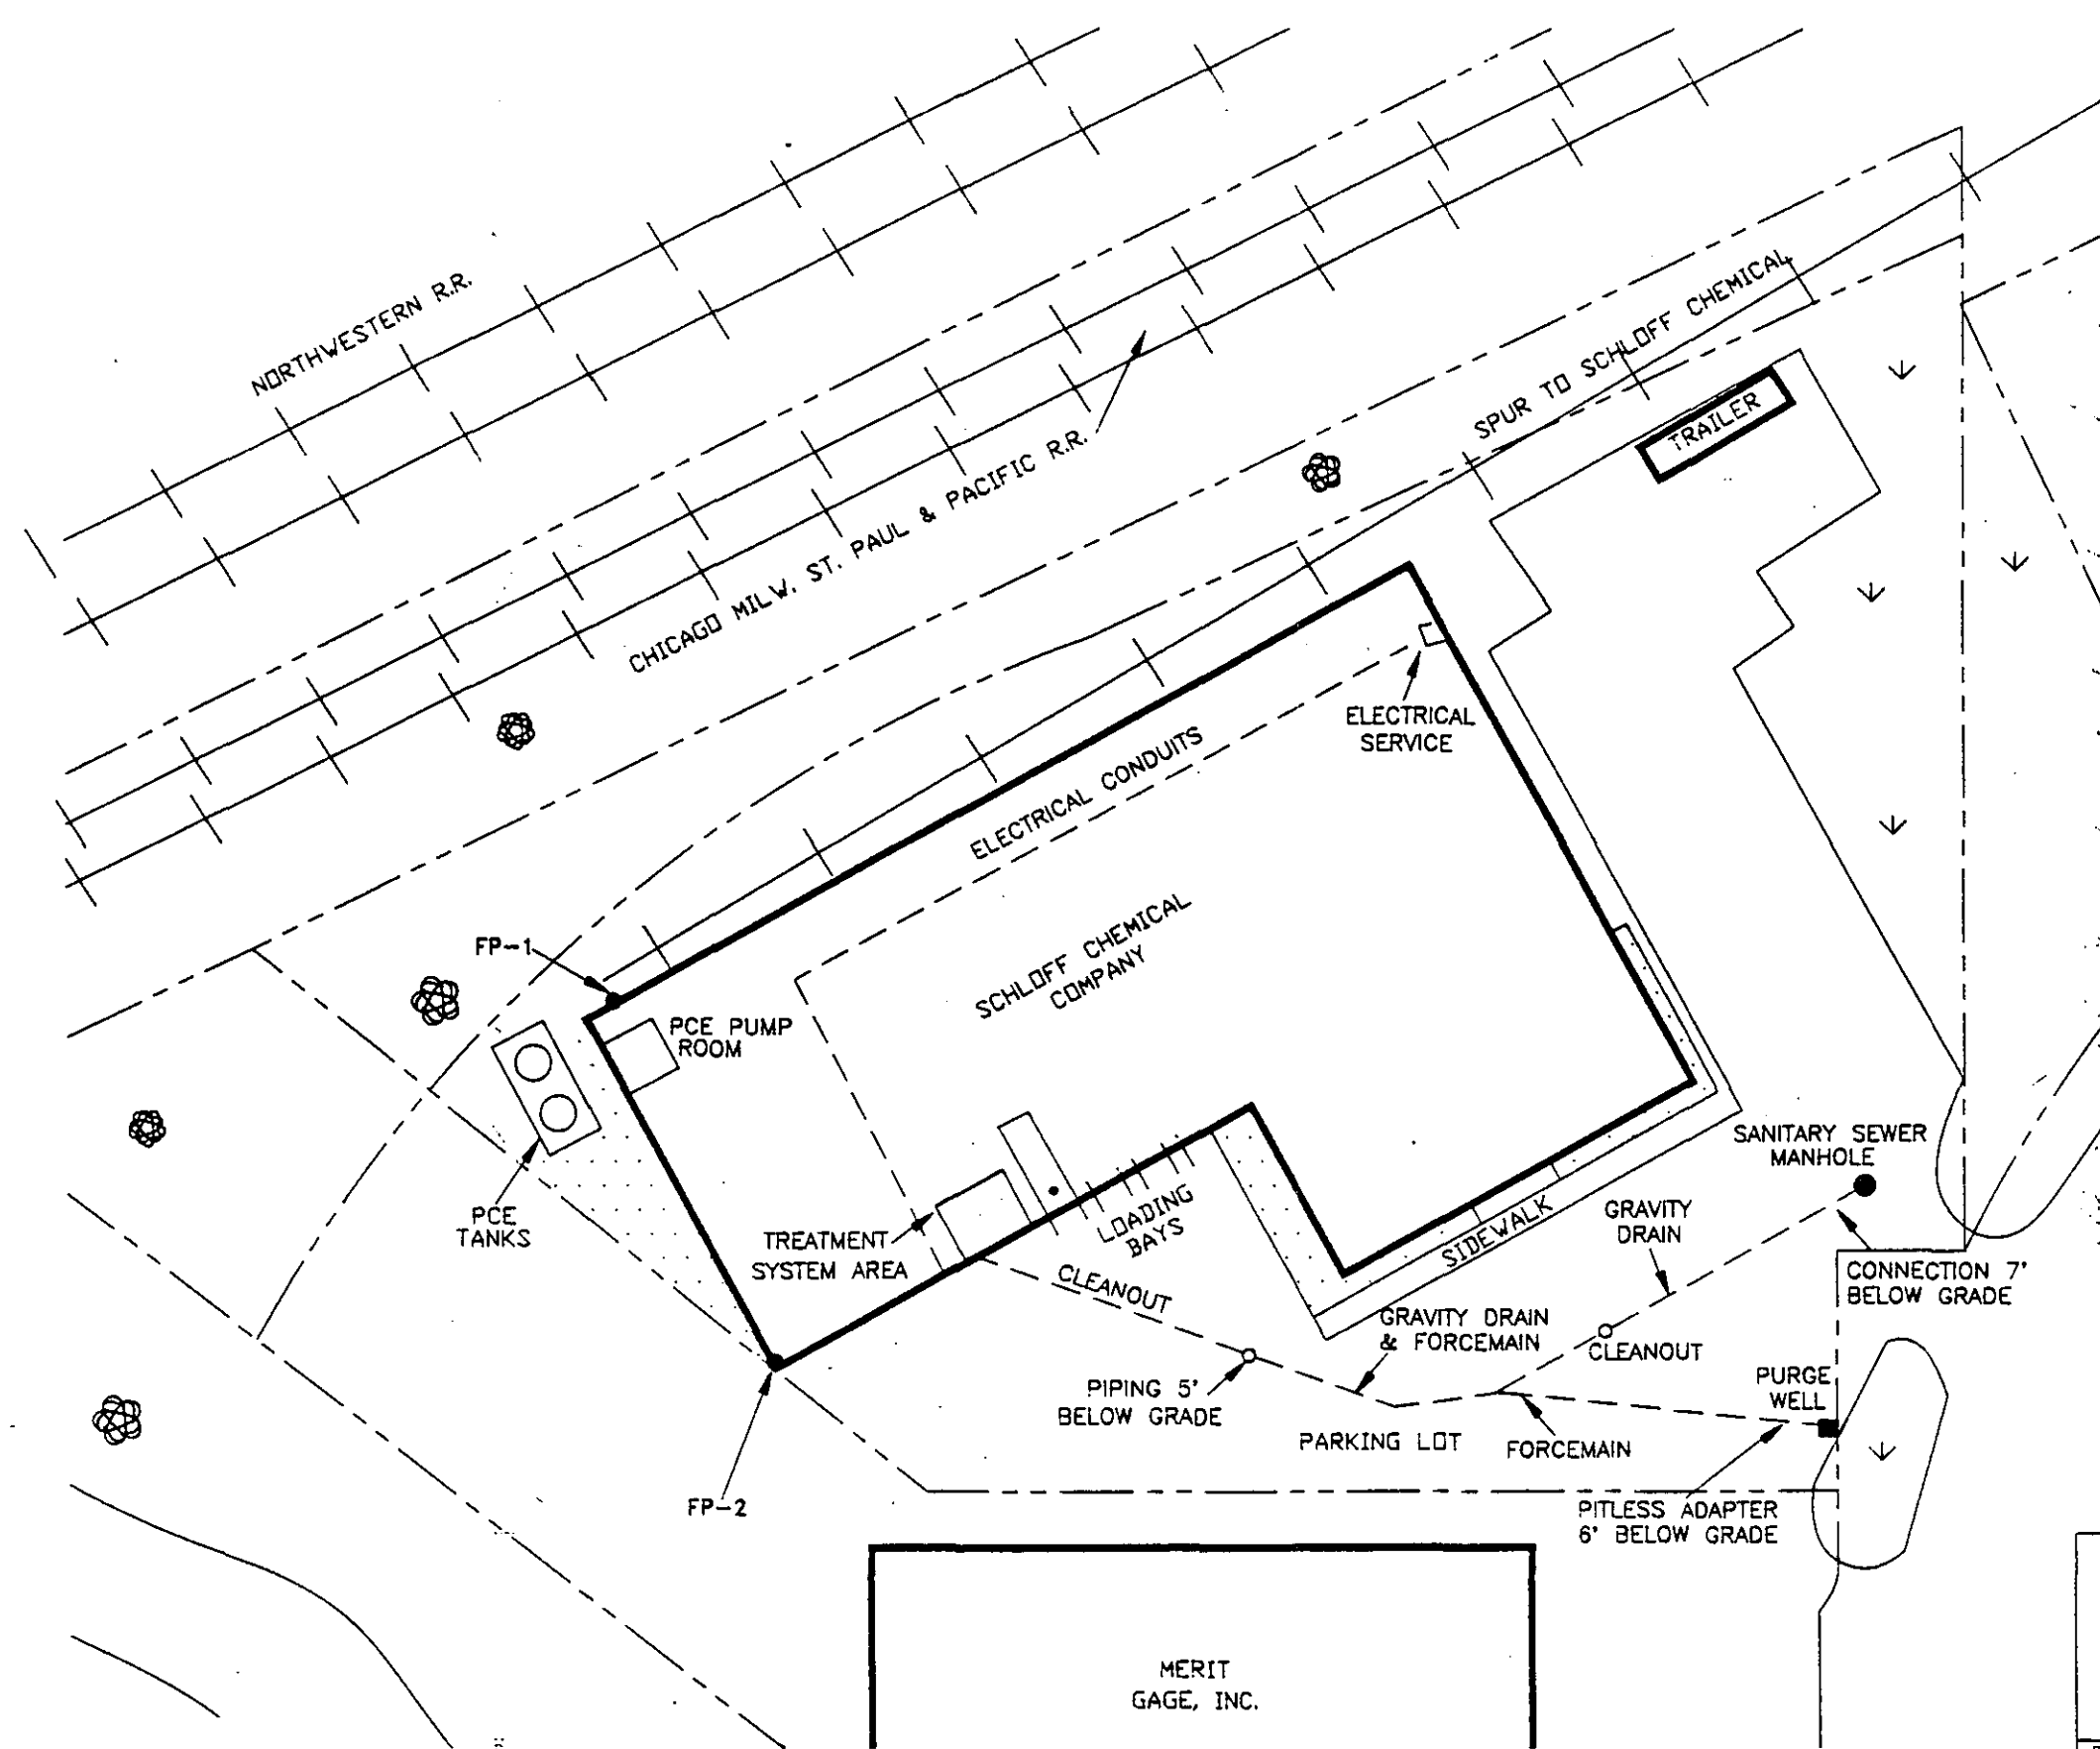 NORTHWESTERN R.R.
CHICAGO MILW. ST. PAUL & PACIFIC R.R.
SPUR TO SCHLOFF CHEMICAL
TRAILER
ELECTRICAL
SERVICE
ELECTRICAL CONDUITS
SCHLOFF CHEMICAL
COMPANY
FP-1
PCE PUMP
ROOM
PCE
TANKS
TREATMENT
SYSTEM AREA
LOADING
BAYS
SIDEWALK
SANITARY SEWER
MANHOLE
GRAVITY
DRAIN
CONNECTION 7'
BELOW GRADE
CLEANOUT
GRAVITY DRAIN
& FORCEMAIN
CLEANOUT
PIPING 5'
BELOW GRADE
PURGE
WELL
PARKING LOT
FORCEMAIN
FP-2
PITLESS ADAPTER
6' BELOW GRADE
MERIT
GAGE, INC.